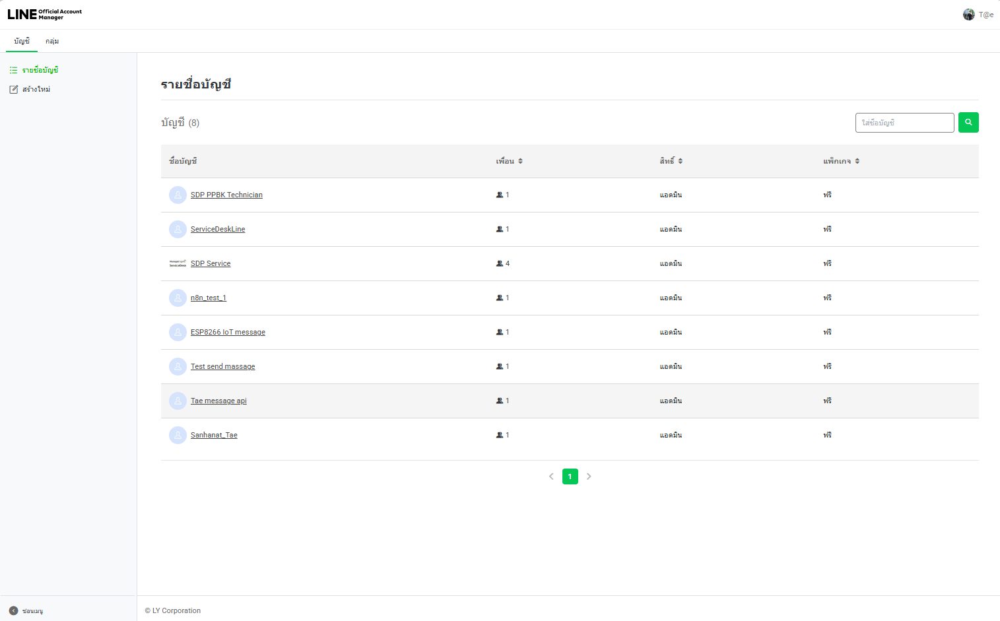 LINE Official Account Manager
T@e
บัญชี กลุ่ม
รายชื่อบัญชี
สร้างใหม่
รายชื่อบัญชี
บัญชี (8)
ใส่ชื่อบัญชี
ชื่อบัญชี เพื่อน สิทธิ์ แพ็กเกจ
SDP PPBK Technician 1 แอดมิน ฟรี
ServiceDeskLine 1 แอดมิน ฟรี
SDP Service 4 แอดมิน ฟรี
n8n_test_1 1 แอดมิน ฟรี
ESP8266 IoT message 1 แอดมิน ฟรี
Test send massage 1 แอดมิน ฟรี
Tae message api 1 แอดมิน ฟรี
Sanhanat_Tae 1 แอดมิน ฟรี
1
ซ่อนเมนู
© LY Corporation